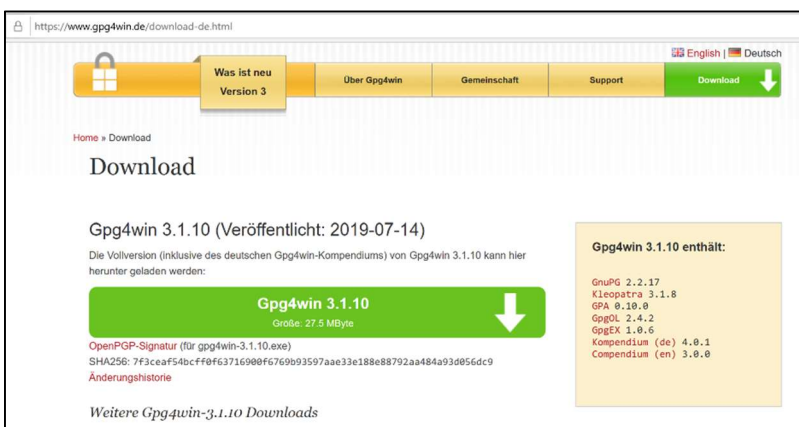 https://www.gpg4win.de/download-de.html
English | Deutsch
Was ist neu
Version 3
Über Gpg4win
Gemeinschaft
Support
Download
Home » Download
Download
Gpg4win 3.1.10 (Veröffentlicht: 2019-07-14)
Die Vollversion (inklusive des deutschen Gpg4win-Kompendiums) von Gpg4win 3.1.10 kann hier
herunter geladen werden:
Gpg4win 3.1.10
Größe: 27.5 MByte
OpenPGP-Signatur (für gpg4win-3.1.10.exe)
SHA256: 7f3ceaf54bcff0f63716900f6769b93597aae33e188e88792aa484a93d056dc9
Änderungshistorie
Weitere Gpg4win-3.1.10 Downloads
Gpg4win 3.1.10 enthält:
GnuPG 2.2.17
Kleopatra 3.1.8
GPA 0.10.0
GpgOL 2.4.2
GpgEX 1.0.6
Kompendium (de) 4.0.1
Compendium (en) 3.0.0